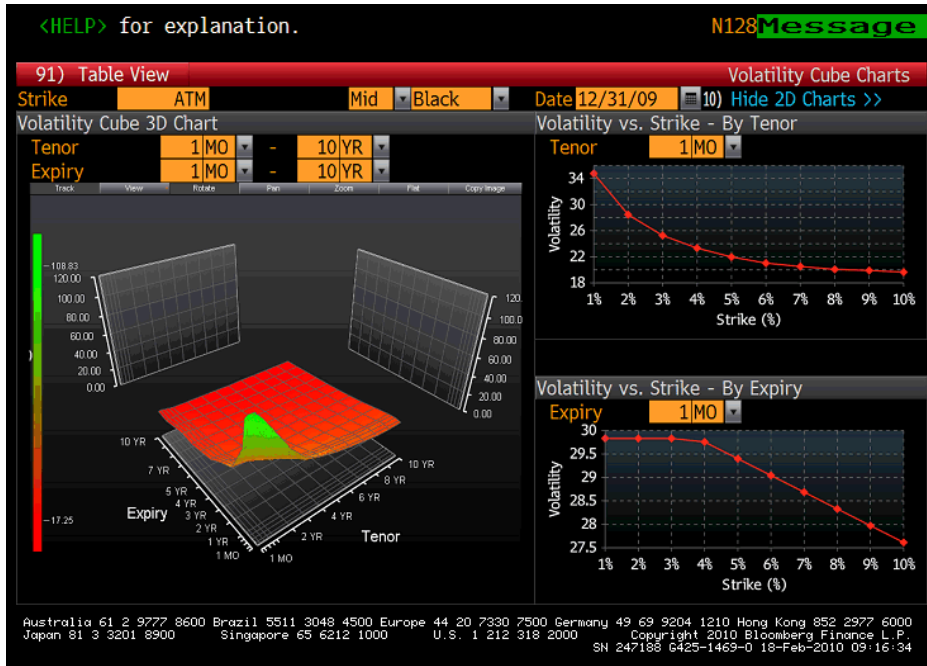 <HELP> for explanation.
N128 Message
91) Table View
Volatility Cube Charts
Strike ATM Mid Black Date 12/31/09 10) Hide 2D Charts >>
Volatility Cube 3D Chart
Tenor 1 MO - 10 YR
Expiry 1 MO - 10 YR
Track View Rotate Pan Zoom Flat Copy Image
108.83
120.00
100.00
80.00
60.00
40.00
20.00
0.00
17.25
120.
100.0
80.00
60.00
40.00
20.00
0.00
10 YR
7 YR
5 YR
4 YR
3 YR
2 YR
1 YR
1 MO
Expiry
1 MO
2 YR
4 YR
6 YR
8 YR
10 YR
Tenor
Volatility vs. Strike - By Tenor
Tenor 1 MO
Volatility
34
30
26
22
18
1% 2% 3% 4% 5% 6% 7% 8% 9% 10%
Strike (%)
Volatility vs. Strike - By Expiry
Expiry 1 MO
Volatility
30
29.5
29
28.5
28
27.5
1% 2% 3% 4% 5% 6% 7% 8% 9% 10%
Strike (%)
Australia 61 2 9777 8600 Brazil 5511 3048 4500 Europe 44 20 7330 7500 Germany 49 69 9204 1210 Hong Kong 852 2977 6000
Japan 81 3 3201 8900 Singapore 65 6212 1000 U.S. 1 212 318 2000 Copyright 2010 Bloomberg Finance L.P.
SN 247188 G425-1469-0 18-Feb-2010 09:16:34